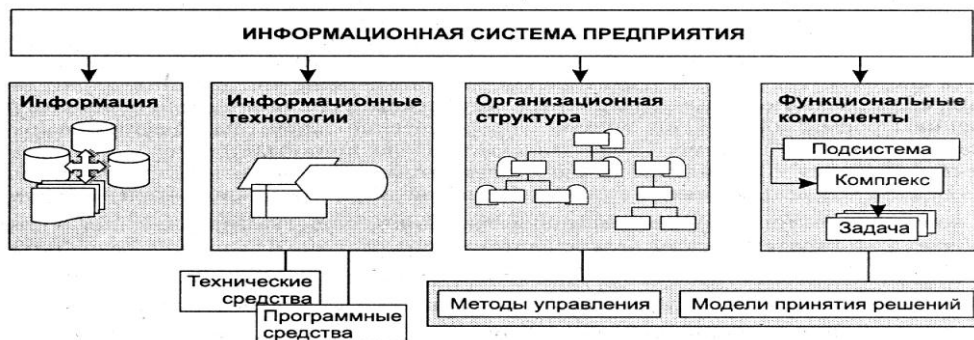 ИНФОРМАЦИОННАЯ СИСТЕМА ПРЕДПРИЯТИЯ
Информация
Информационные
технологии
Организационная
структура
Функциональные
компоненты
Подсистема
Комплекс
Задача
Технические
средства
Программные
средства
Методы управления
Модели принятия решений